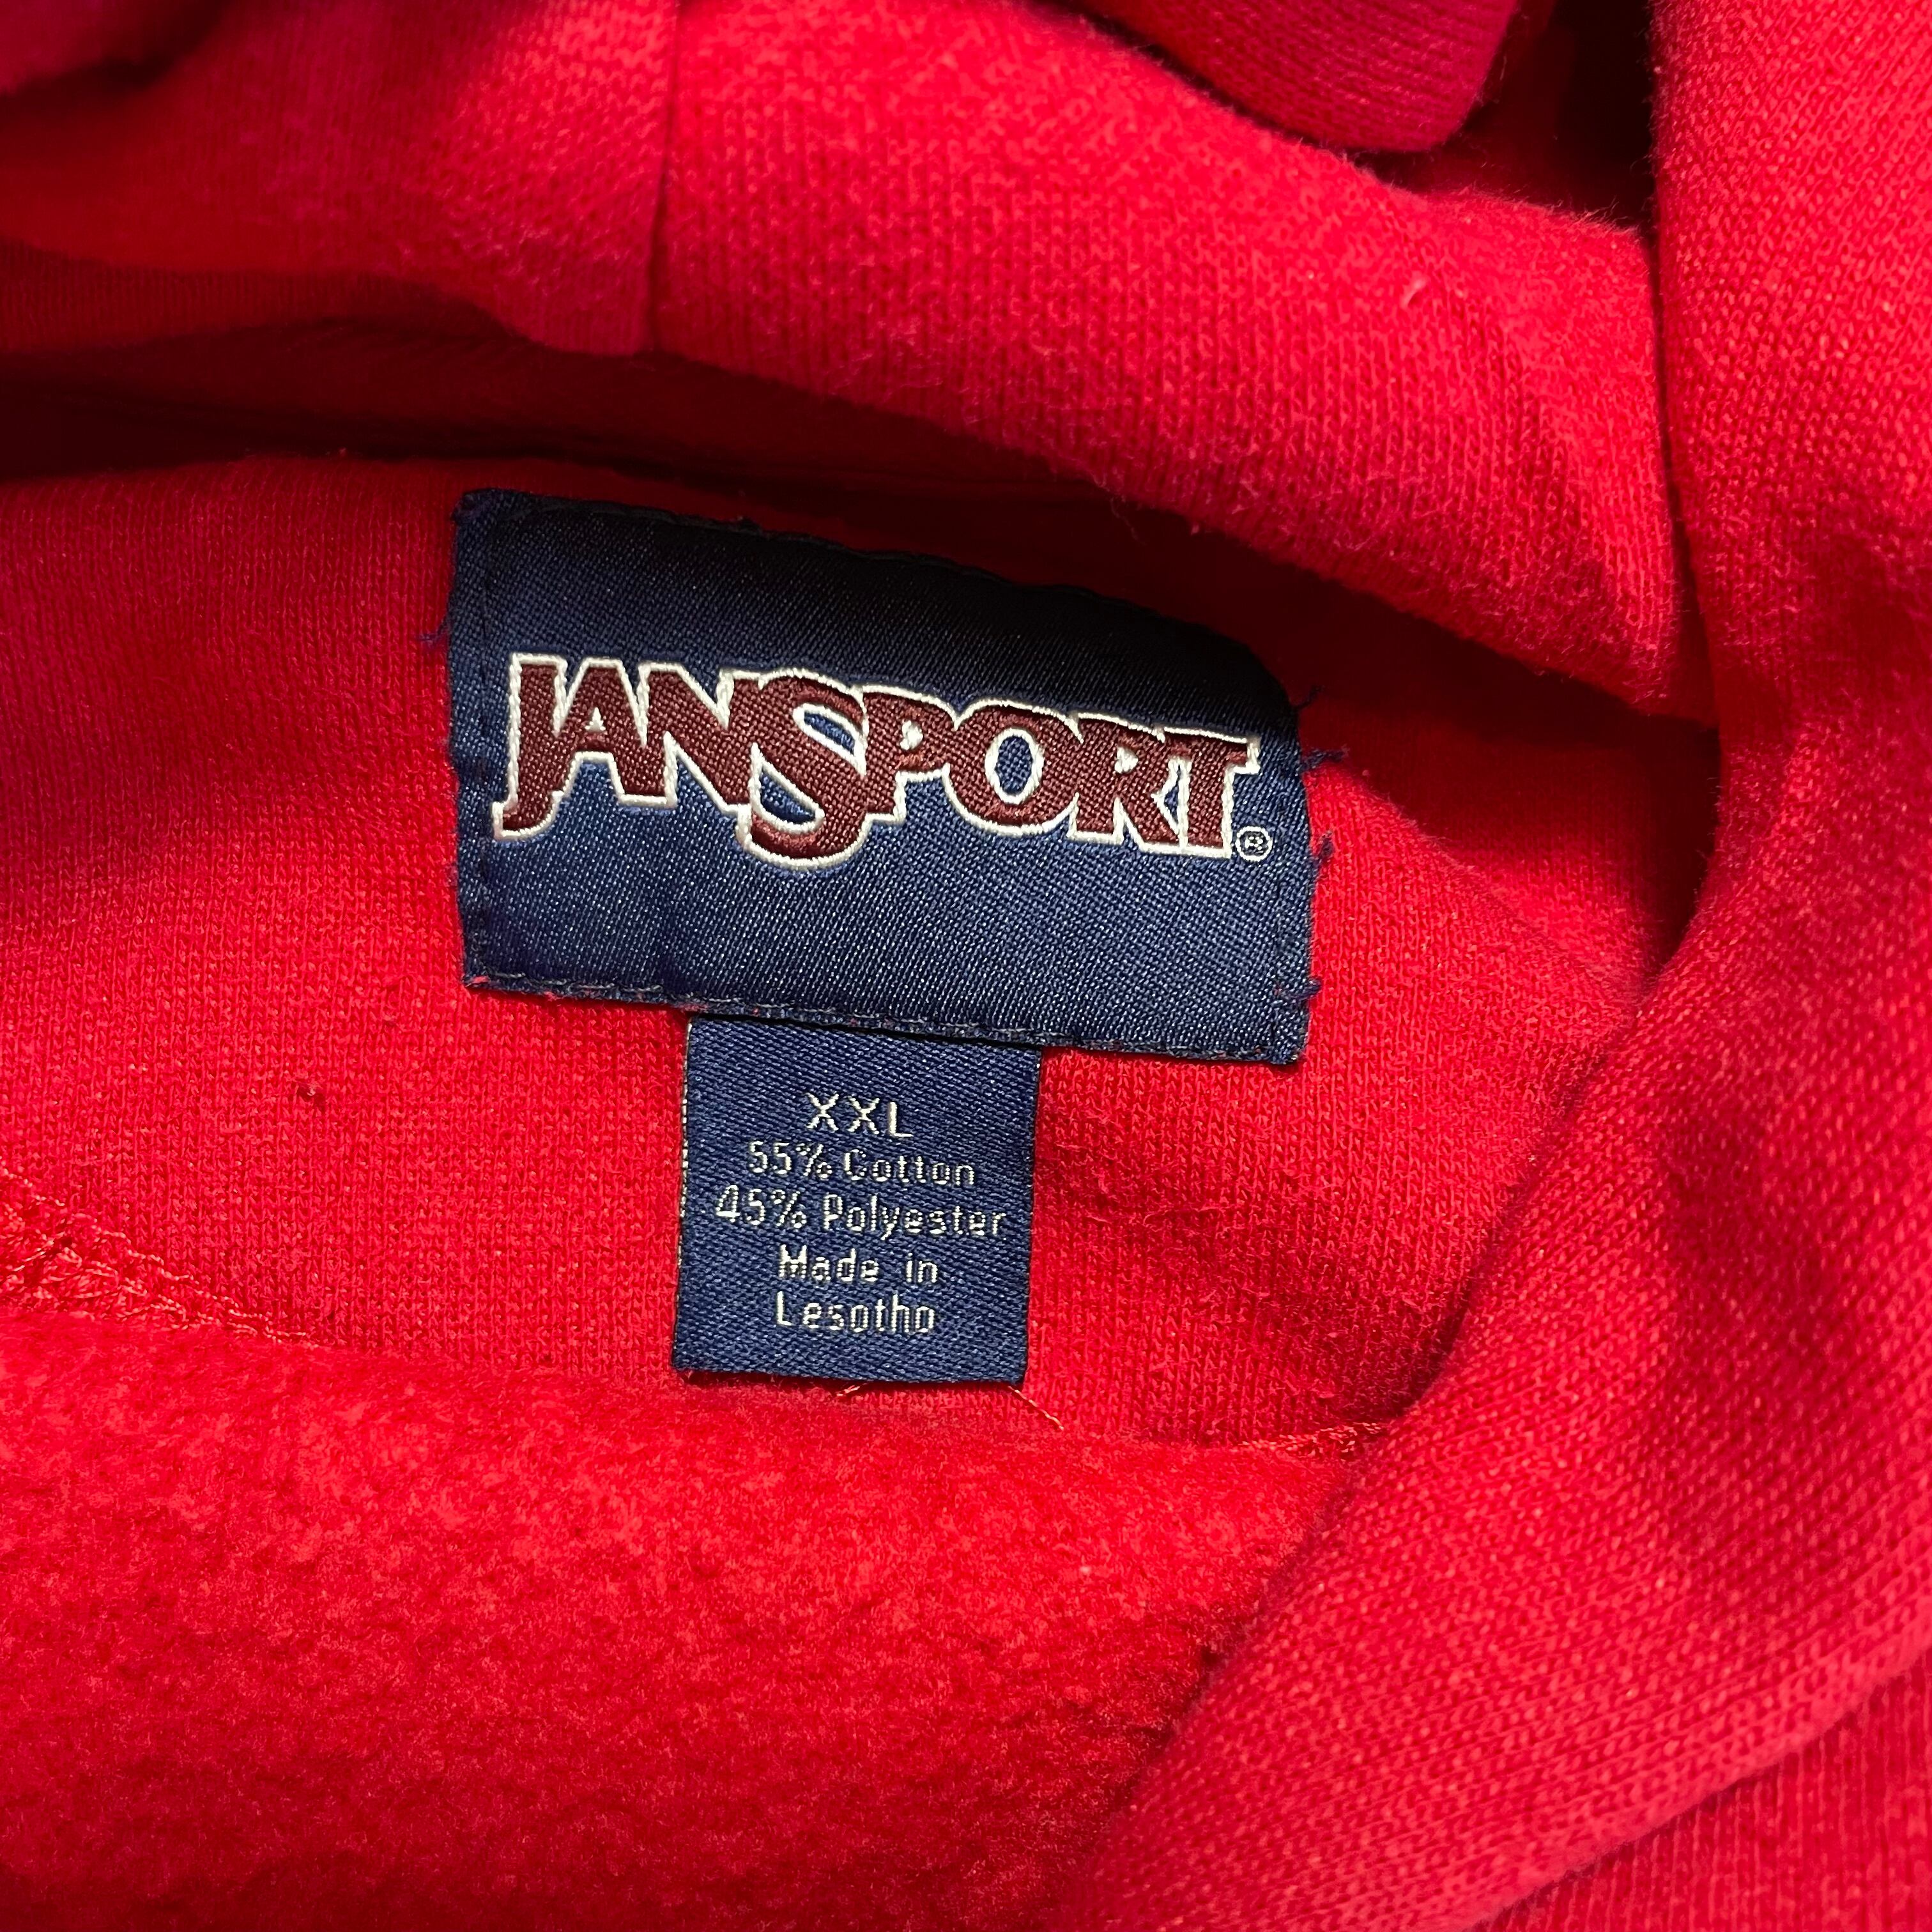 JANSPORT®
XXL
55% Cotton
45% Polyester
Made in
Lesotho